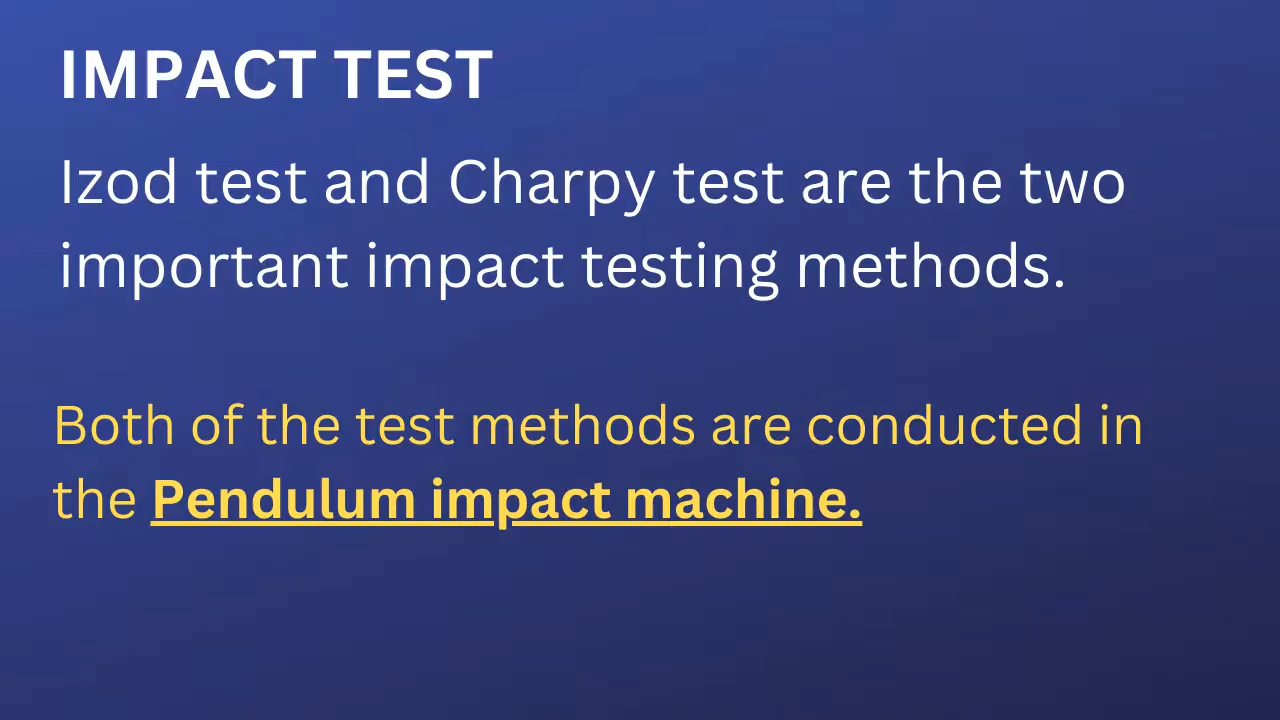 IMPACT TEST
Izod test and Charpy test are the two
important impact testing methods.
Both of the test methods are conducted in
the Pendulum impact machine.